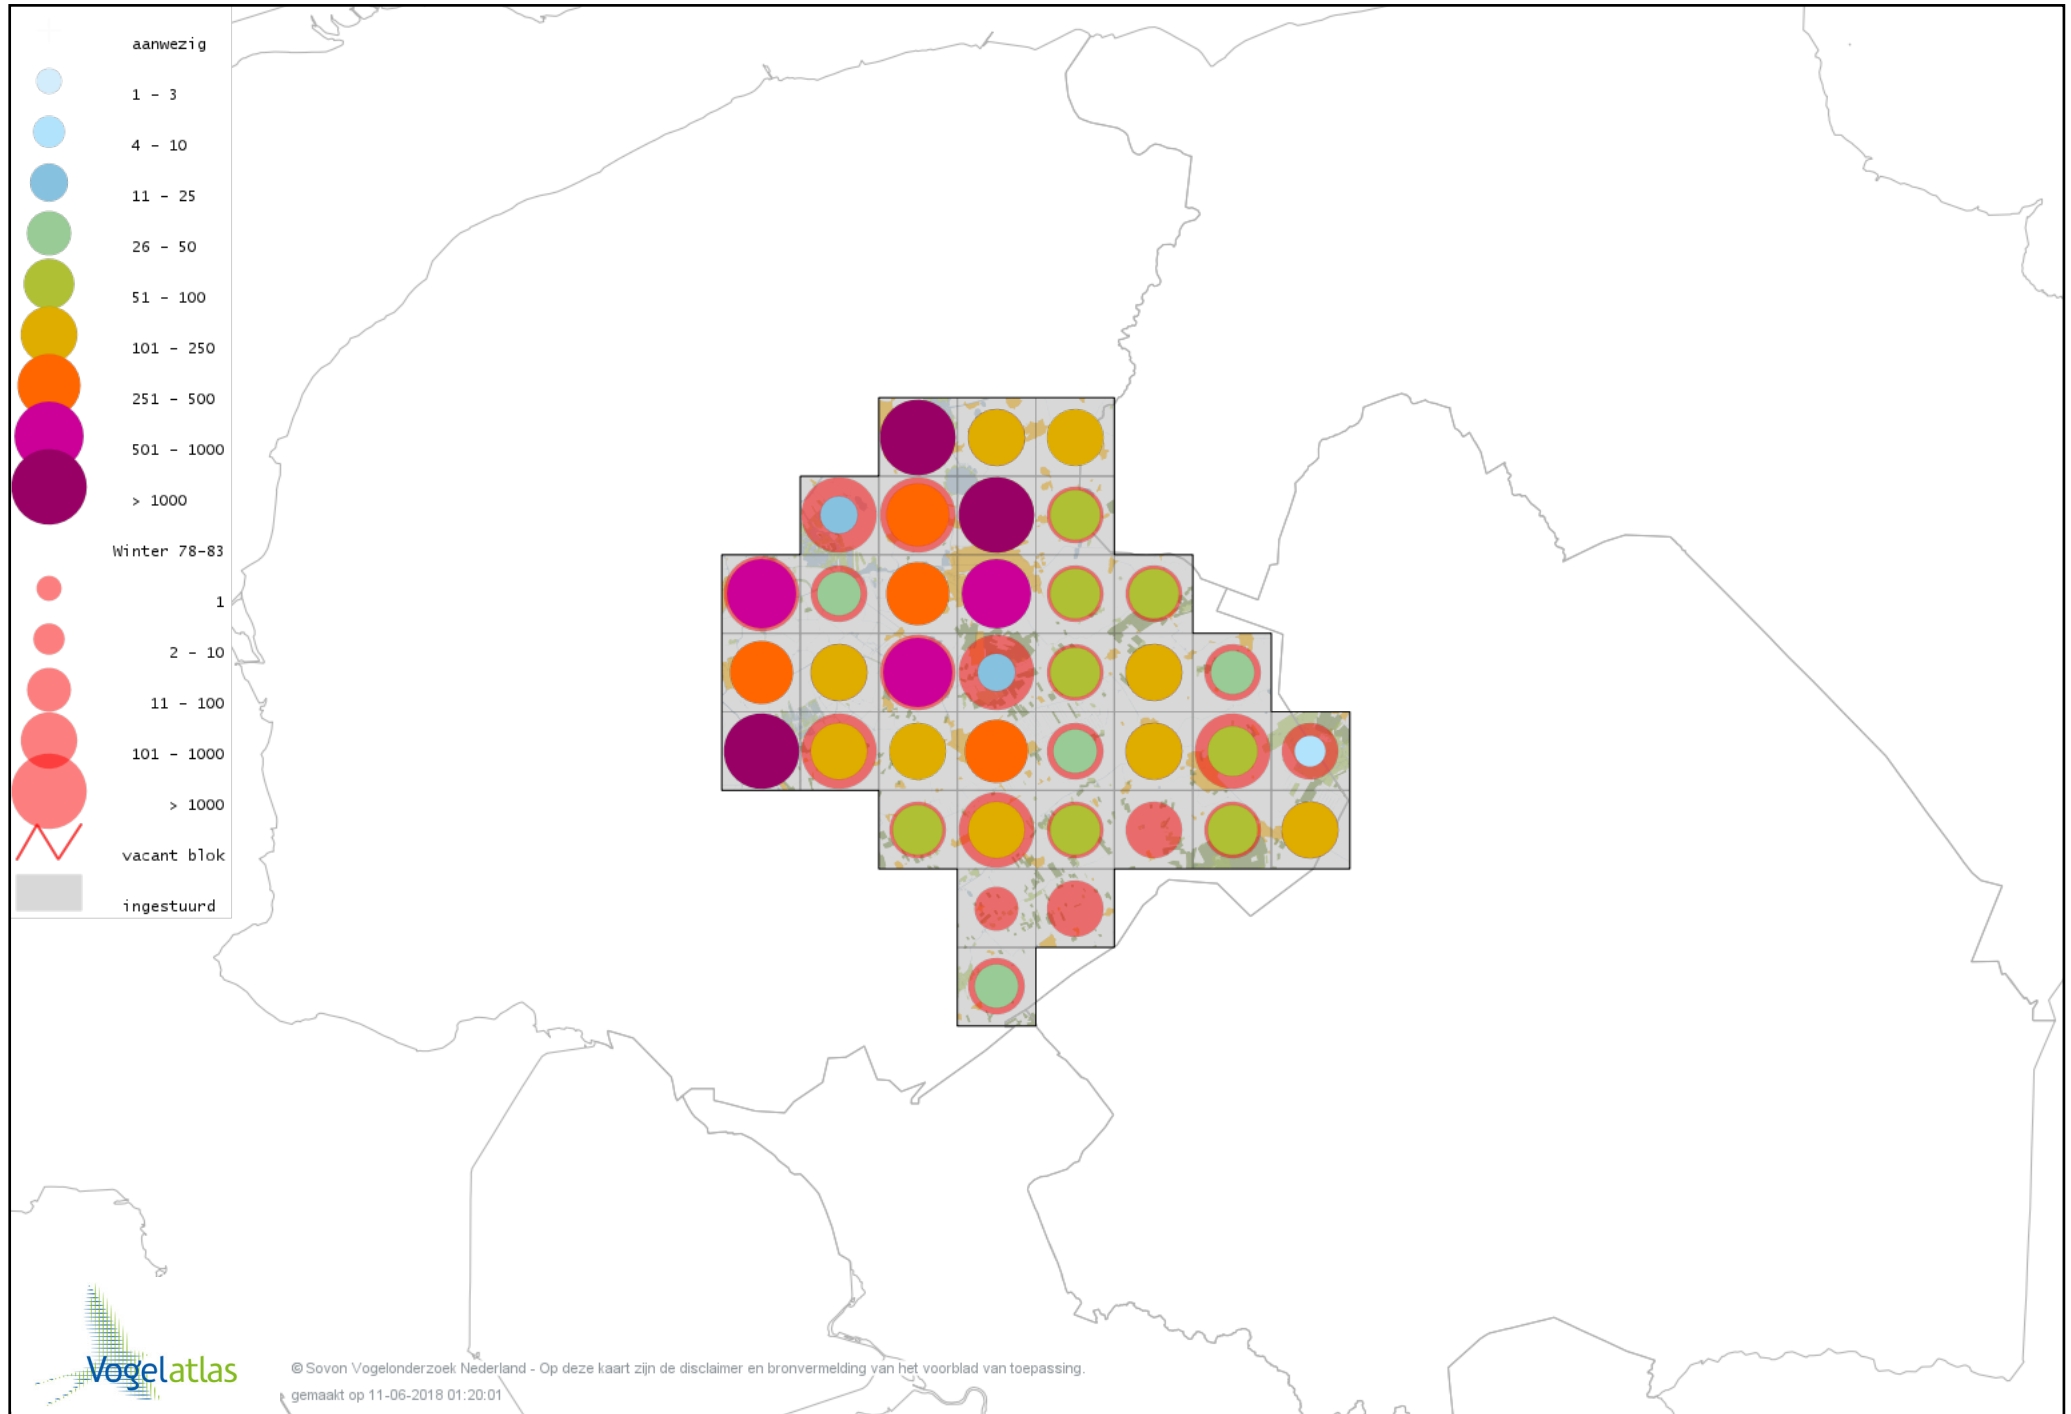 aanwezig
1 - 3
4 - 10
11 - 25
26 - 50
51 - 100
101 - 250
251 - 500
501 - 1000
> 1000
Winter 78-83
1
2 - 10
11 - 100
101 - 1000
> 1000
vacant blok
ingestuurd
Vogelatlas
© Sovon Vogelonderzoek Nederland - Op deze kaart zijn de disclaimer en bronvermelding van het voorblad van toepassing.
gemaakt op 11-06-2018 01:20:01